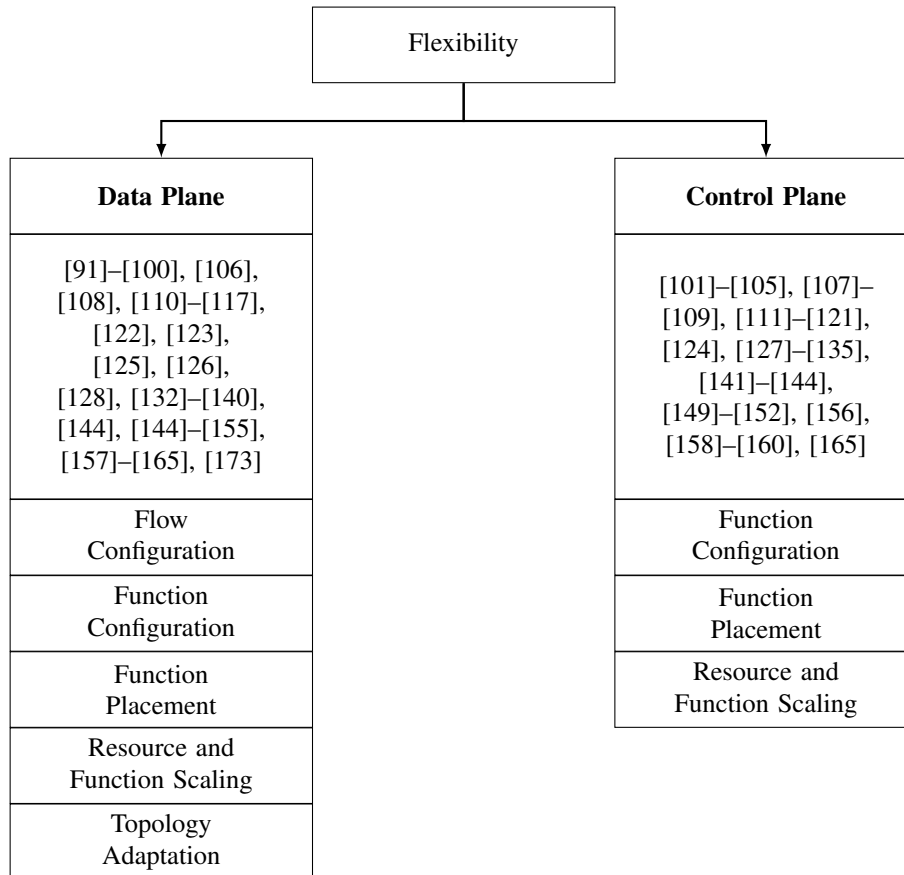 Flexibility
Data Plane
[91]–[100], [106],
[108], [110]–[117],
[122], [123],
[125], [126],
[128], [132]–[140],
[144], [144]–[155],
[157]–[165], [173]
Flow
Configuration
Function
Configuration
Function
Placement
Resource and
Function Scaling
Topology
Adaptation
Control Plane
[101]–[105], [107]–
[109], [111]–[121],
[124], [127]–[135],
[141]–[144],
[149]–[152], [156],
[158]–[160], [165]
Function
Configuration
Function
Placement
Resource and
Function Scaling